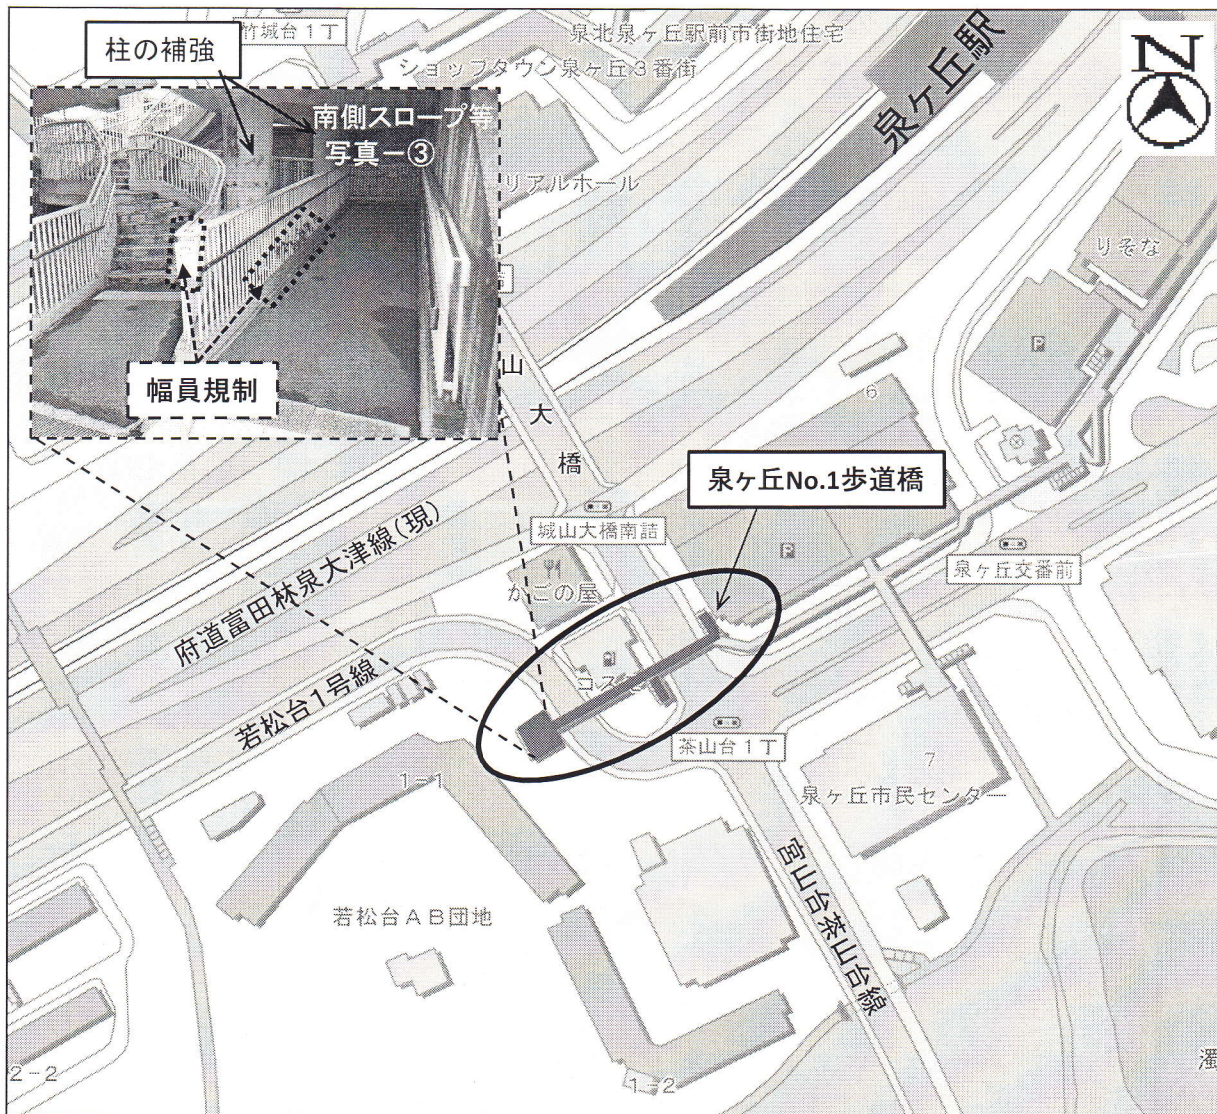 竹城台1丁
柱の補強
泉北泉ヶ丘駅前市街地住宅
ショップタウン泉ヶ丘3番街
泉ヶ丘駅
N
南側スロープ等
写真ー③
リアルホール
りそな
P
幅員規制
山大橋
6
泉ヶ丘No.1歩道橋
城山大橋南詰
P
府道富田林泉大津線(現)
かごの屋
泉ヶ丘交番前
若松台1号線
茶山台1丁
1-1
7
泉ヶ丘市民センター
宮山台茶山台線
若松台AB団地
2-2
1-2
濁